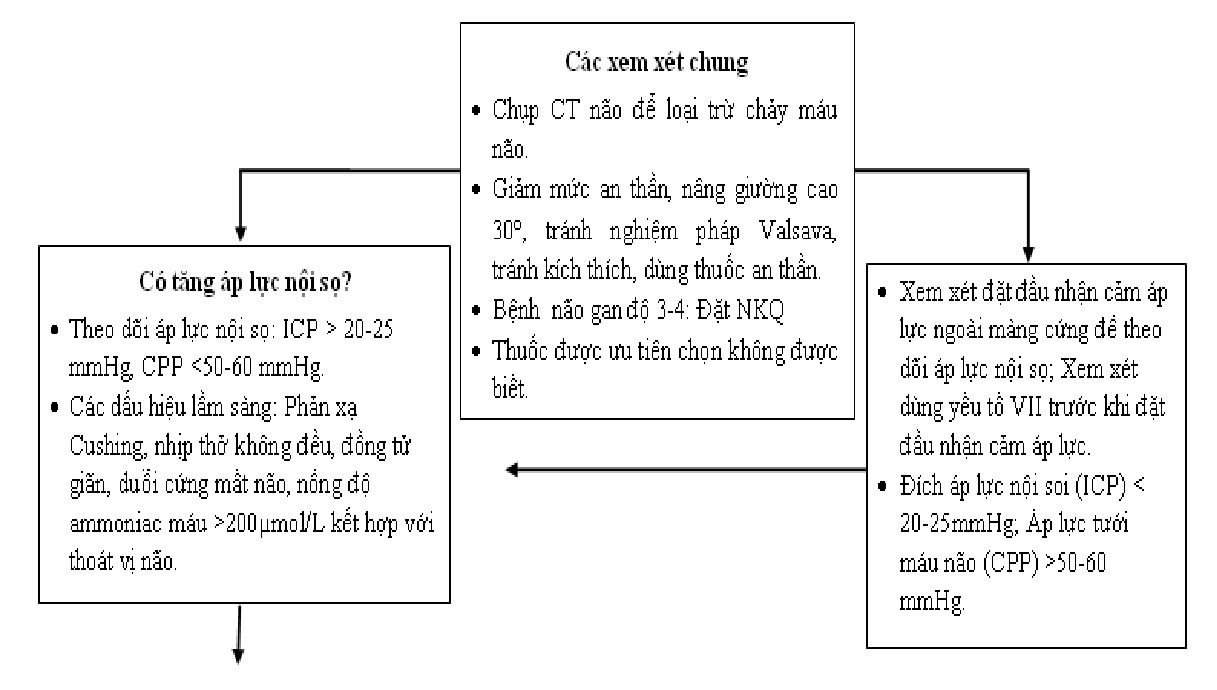 Các xem xét chung
• Chụp CT não để loại trừ chảy máu
não.
• Giảm mức an thần, nâng giường cao
30°, tránh nghiệm pháp Valsava,
tránh kích thích, dùng thuốc an thần.
• Bệnh não gan độ 3-4: Đặt NKQ
• Thuốc được ưu tiên chọn không được
biết.
Có tăng áp lực nội sọ?
• Theo dõi áp lực nội sọ: ICP > 20-25
mmHg, CPP <50-60 mmHg.
• Các dấu hiệu lâm sàng: Phản xạ
Cushing, nhịp thở không đều, đồng tử
giãn, duỗi cứng mất não, nồng độ
ammoniac máu >200μmol/L kết hợp với
thoát vị não.
• Xem xét đặt đầu nhận cảm áp
lực ngoài màng cứng để theo
dõi áp lực nội sọ; Xem xét
dùng yếu tố VII trước khi đặt
đầu nhận cảm áp lực.
• Đích áp lực nội soi (ICP) <
20-25mmHg; Áp lực tưới
máu não (CPP) >50-60
mmHg.